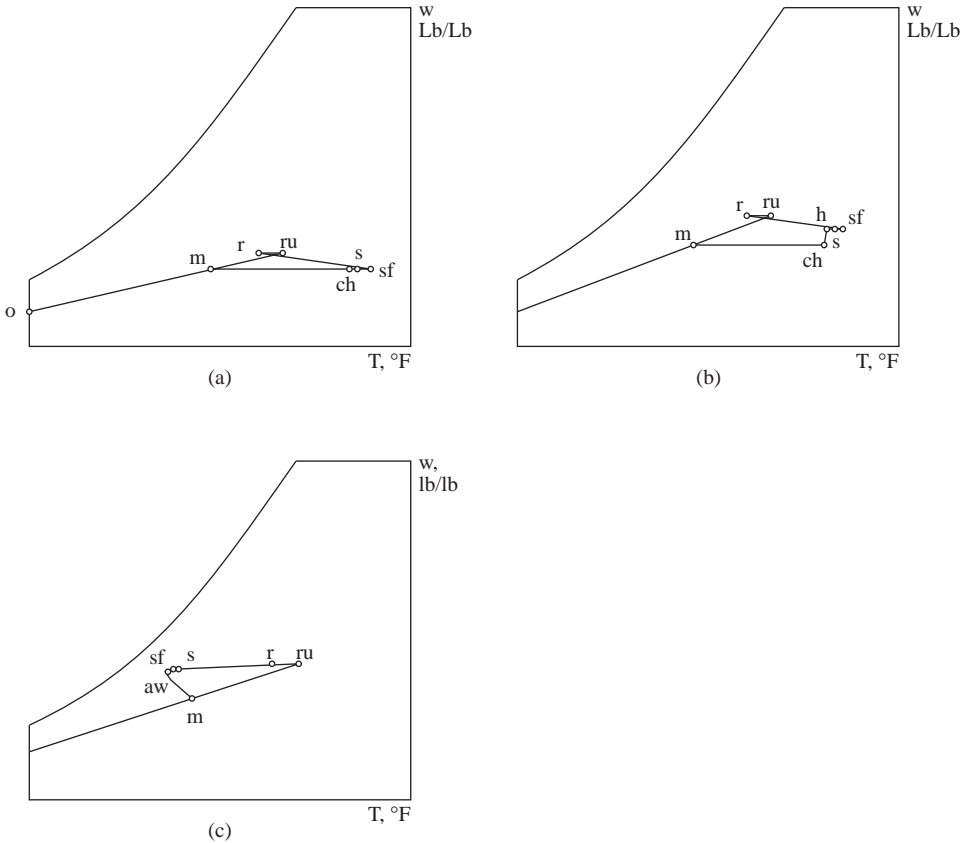 w
Lb/Lb
r
ru
m
s
ch
sf
o
T, °F
(a)
w
Lb/Lb
r
ru
h
sf
m
s
ch
T, °F
(b)
w,
lb/lb
sf
s
r
ru
aw
m
T, °F
(c)